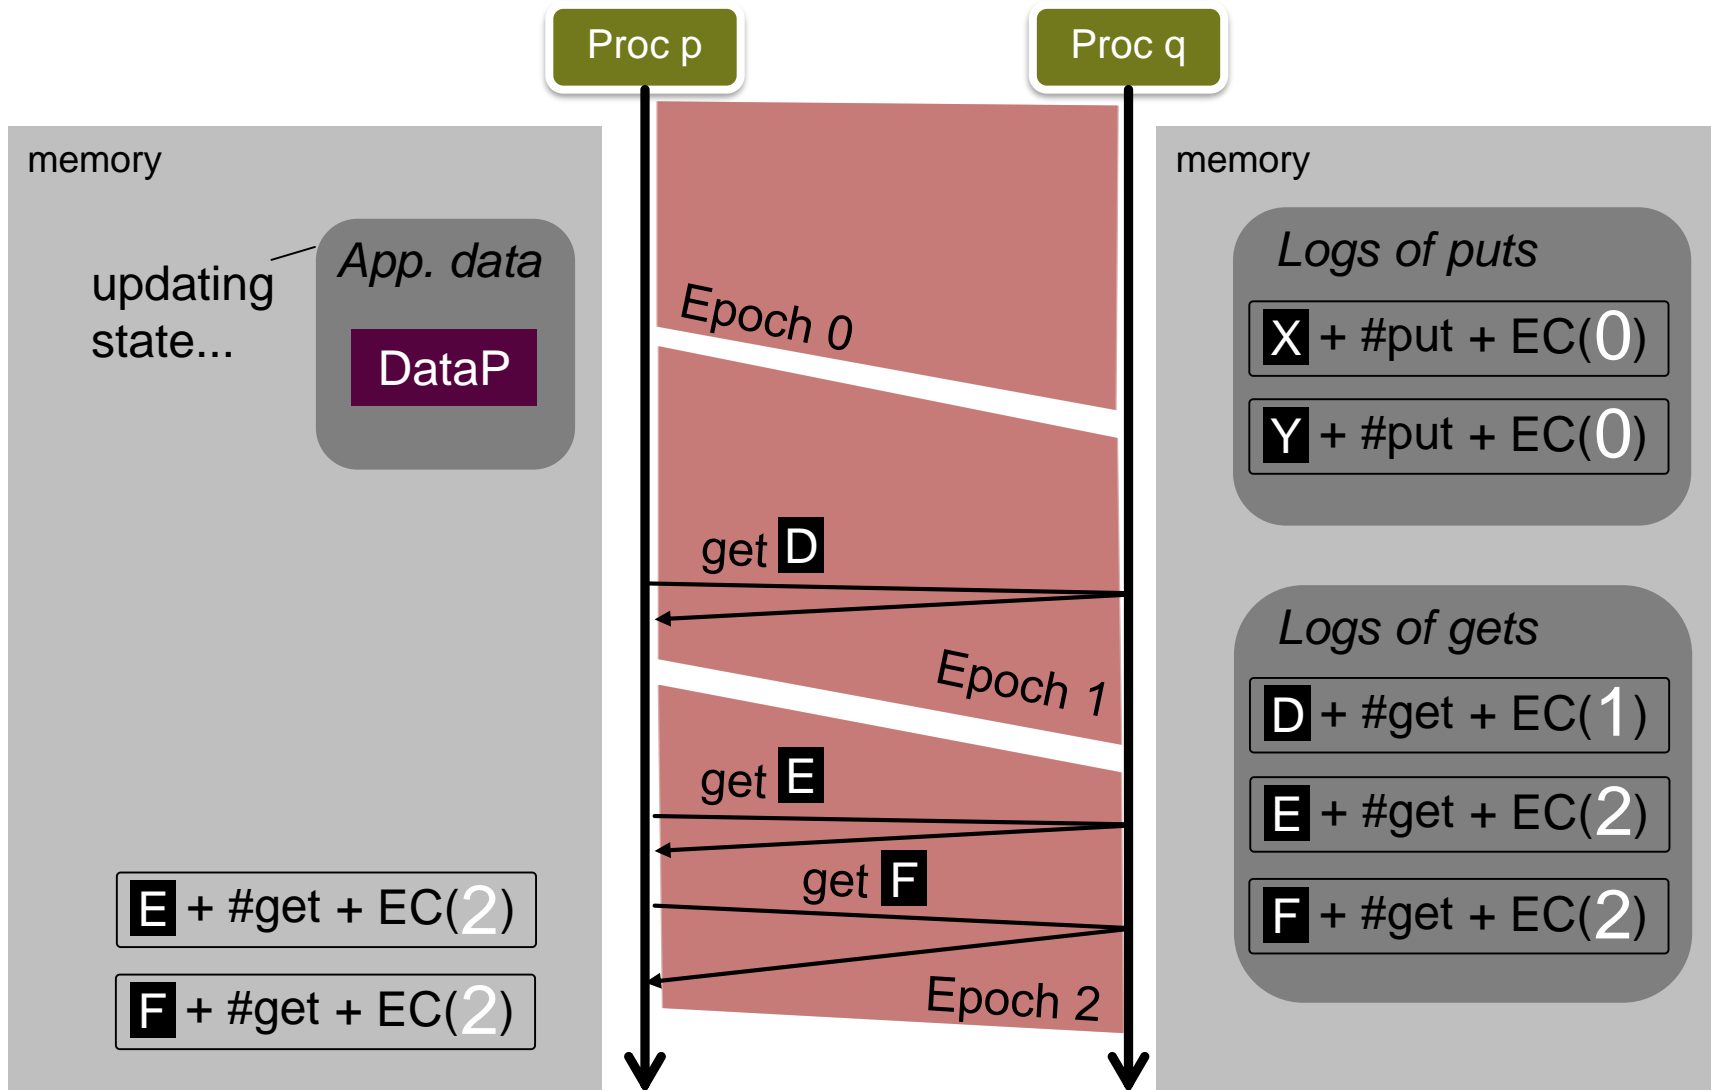 Proc p
Proc q
memory
updating
state...
App. data
DataP
E + #get + EC(2)
F + #get + EC(2)
Epoch 0
get D
Epoch 1
get E
get F
Epoch 2
memory
Logs of puts
X + #put + EC(0)
Y + #put + EC(0)
Logs of gets
D + #get + EC(1)
E + #get + EC(2)
F + #get + EC(2)